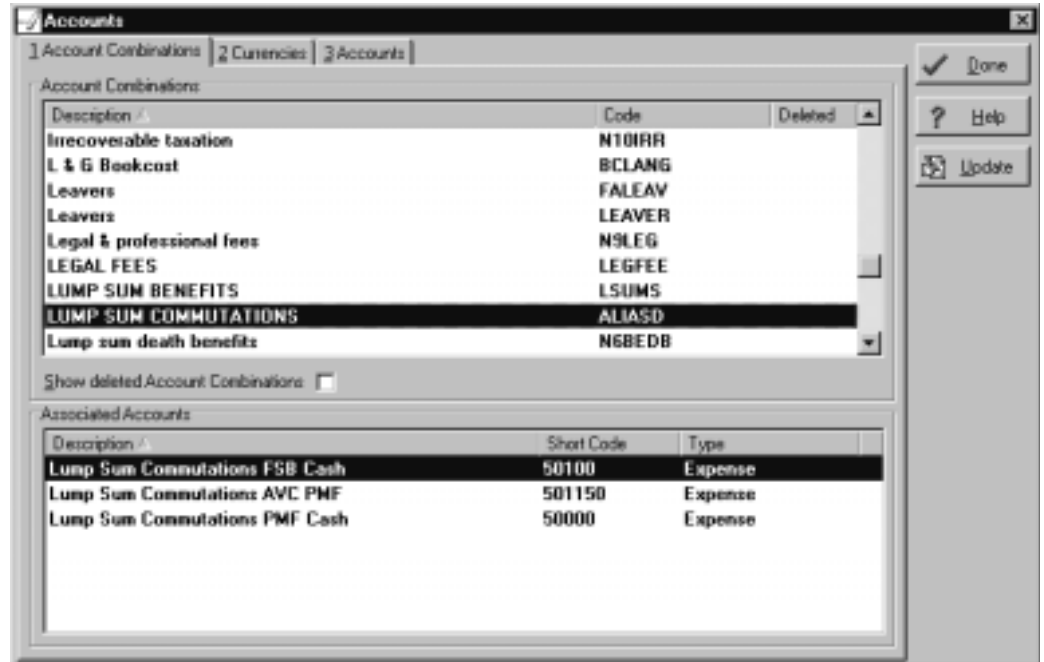 Accounts
1 Account Combinations 2 Currencies 3 Accounts
Done
Help
Update
Account Combinations
Description Code Deleted
Irrecoverable taxation N10IRR
L & G Bookcost BCLANG
Leavers FALEAV
Leavers LEAVER
Legal & professional fees N9LEG
LEGAL FEES LEGFEE
LUMP SUM BENEFITS LSUMS
LUMP SUM COMMUTATIONS ALIASD
Lump sum death benefits N6BEDB
Show deleted Account Combinations
Associated Accounts
Description Short Code Type
Lump Sum Commutations FSB Cash 50100 Expense
Lump Sum Commutations AVC PMF 501150 Expense
Lump Sum Commutations PMF Cash 50000 Expense